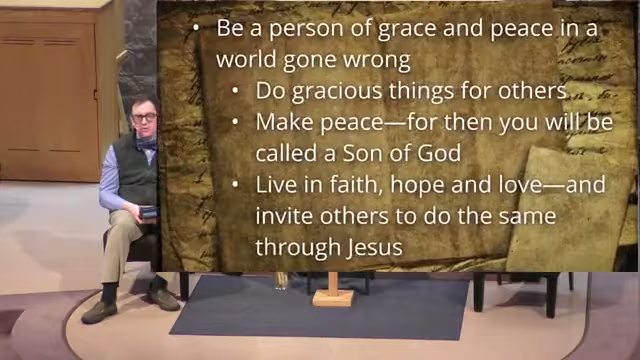 • Be a person of grace and peace in a
world gone wrong
• Do gracious things for others
• Make peace—for then you will be
called a Son of God
• Live in faith, hope and love—and
invite others to do the same
through Jesus